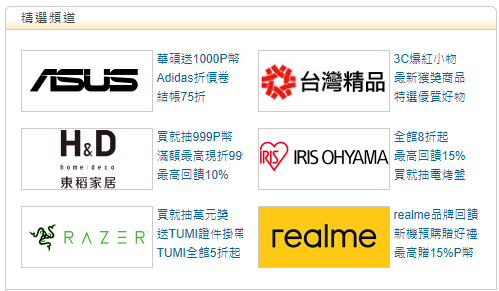 精選頻道
ASUS
華碩送1000P幣
Adidas折價卷
結帳75折
台灣精品
3C爆紅小物
最新獲獎商品
特選優質好物
H&D
home|deco
東稻家居
買就抽999P幣
滿額最高現折99
最高回饋10%
IRIS IRIS OHYAMA
全館8折起
最高回饋15%
買就抽電烤盤
RAZER
買就抽萬元獎
送TUMI證件掛帶
TUMI全館5折起
realme
realme品牌回饋
新機預購贈好禮
最高贈15%P幣